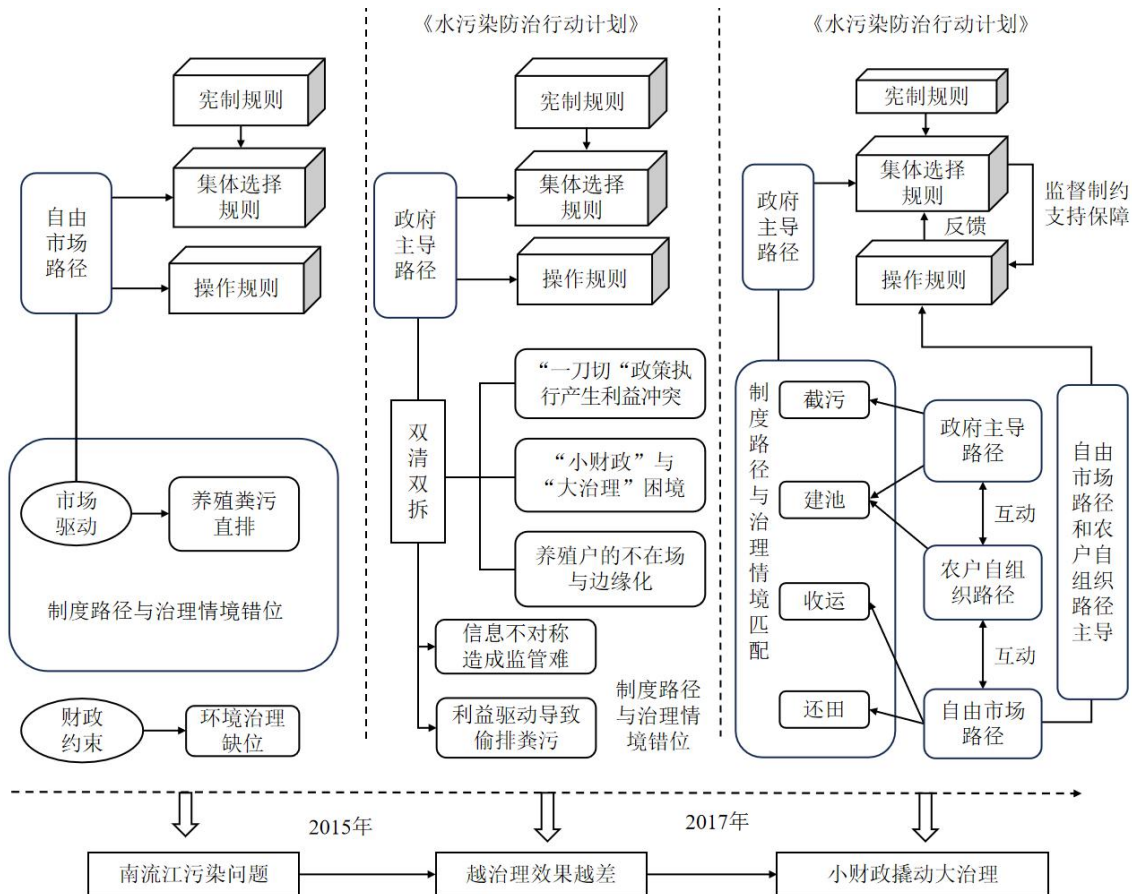 《水污染防治行动计划》
《水污染防治行动计划》
宪制规则
集体选择
规则
自由
市场
路径
操作规则
市场
驱动
养殖粪污
直排
制度路径与治理情境错位
财政
约束
环境治理
缺位
宪制规则
集体选择
规则
政府
主导
路径
操作规则
双
清
双
拆
“一刀切“政策执
行产生利益冲突
“小财政”与
“大治理”困境
养殖户的不在场
与边缘化
信息不对称
造成监管难
利益驱动导致
偷排粪污
制度路径
与治理情
境错位
宪制规则
集体选择
规则
政府
主导
路径
监督制约
支持保障
反馈
操作规则
制
度
路
径
与
治
理
情
境
匹
配
截污
建池
收运
还田
政府主导
路径
互动
农户自组
织路径
互动
自由市场
路径
自由
市场
路径
和农
户自
组织
路径
主导
2015年
2017年
南流江污染问题
越治理效果越差
小财政撬动大治理